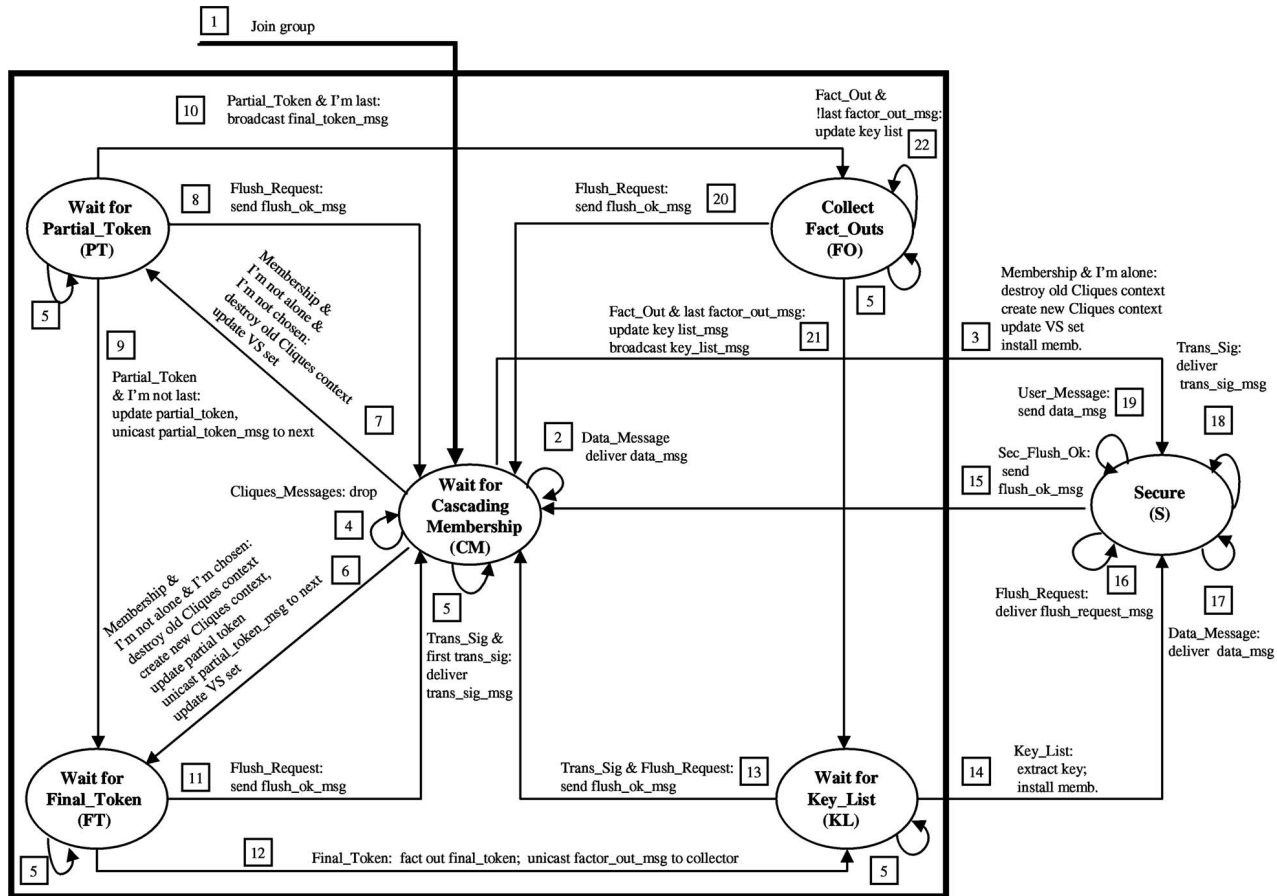 1
Join group
10
Partial_Token & I'm last:
broadcast final_token_msg
Fact_Out &
!last factor_out_msg:
update key list
22
Wait for
Partial_Token
(PT)
8
Flush_Request:
send flush_ok_msg
Flush_Request:
send flush_ok_msg
20
Collect
Fact_Outs
(FO)
5
5
Membership &
I'm not alone &
I'm not chosen:
destroy old Cliques context
update VS set
7
9
Partial_Token
& I'm not last:
update partial_token,
unicast partial_token_msg to next
Fact_Out & last factor_out_msg:
update key list_msg
broadcast key_list_msg
21
3
Membership & I'm alone:
destroy old Cliques context
create new Cliques context
update VS set
install memb.
Trans_Sig:
deliver
trans_sig_msg
18
User_Message:
send data_msg
19
2
Data_Message
deliver data_msg
Sec_Flush_Ok:
send
flush_ok_msg
15
Wait for
Cascading
Membership
(CM)
Cliques_Messages: drop
4
Secure
(S)
6
Membership &
I'm not alone & I'm chosen:
destroy old Cliques context
create new Cliques context,
update partial token
unicast partial_token_msg to next
update VS set
5
Trans_Sig &
first trans_sig:
deliver
trans_sig_msg
16
Flush_Request:
deliver flush_request_msg
17
Data_Message:
deliver data_msg
Wait for
Final_Token
(FT)
11
Flush_Request:
send flush_ok_msg
Trans_Sig & Flush_Request:
send flush_ok_msg
13
Wait for
Key_List
(KL)
14
Key_List:
extract key;
install memb.
5
12
Final_Token: fact out final_token; unicast factor_out_msg to collector
5